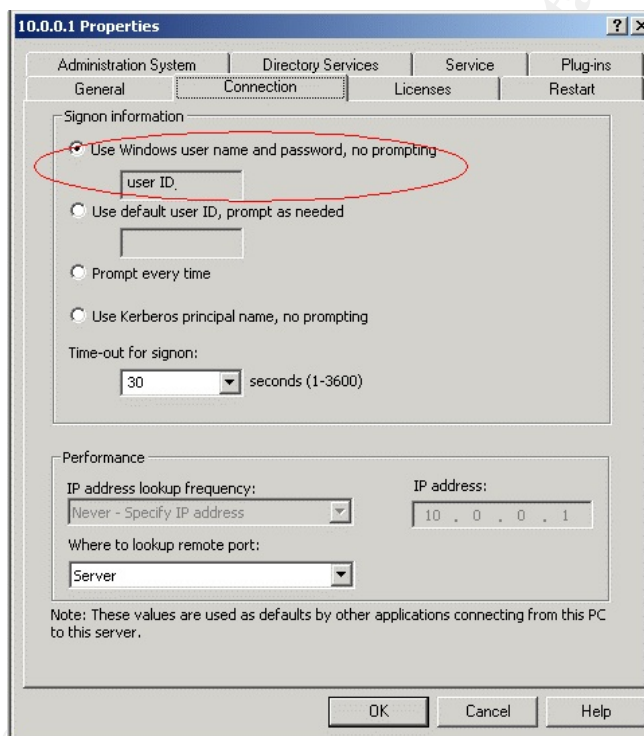 10.0.0.1 Properties
Administration System Directory Services Service Plug-ins
General Connection Licenses Restart
Signon information
Use Windows user name and password, no prompting
user ID.
Use default user ID, prompt as needed
Prompt every time
Use Kerberos principal name, no prompting
Time-out for signon:
30 seconds (1-3600)
Performance
IP address lookup frequency: IP address:
Never - Specify IP address 10 . 0 . 0 . 1
Where to lookup remote port:
Server
Note: These values are used as defaults by other applications connecting from this PC
to this server.
OK Cancel Help